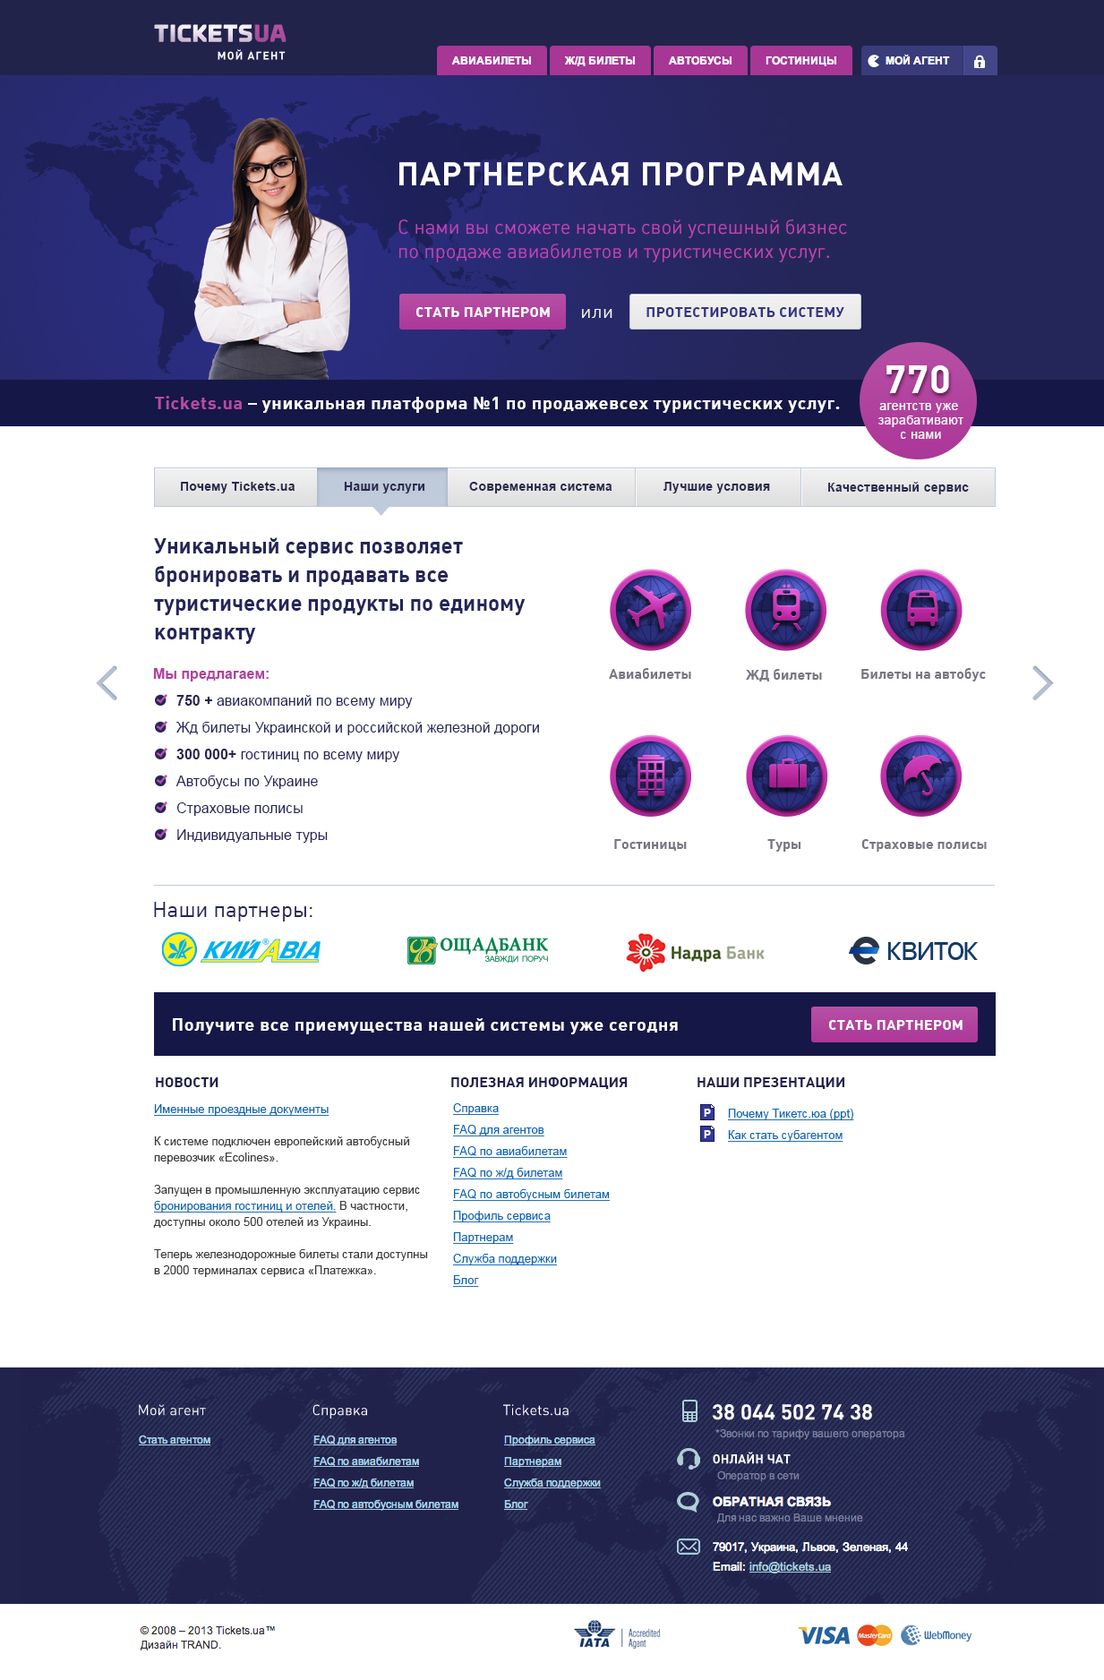 TICKETSUA
МОЙ АГЕНТ
АВИАБИЛЕТЫ
Ж/Д БИЛЕТЫ
АВТОБУСЫ
ГОСТИНИЦЫ
МОЙ АГЕНТ
ПАРТНЕРСКАЯ ПРОГРАММА
С нами вы сможете начать свой успешный бизнес
по продаже авиабилетов и туристических услуг.
СТАТЬ ПАРТНЕРОМ
или
ПРОТЕСТИРОВАТЬ СИСТЕМУ
Tickets.ua – уникальная платформа №1 по продажевсех туристических услуг.
770
агентств уже
зарабативают
с нами
Почему Tickets.ua
Наши услуги
Современная система
Лучшие условия
Качественный сервис
Уникальный сервис позволяет
бронировать и продавать все
туристические продукты по единому
контракту
Мы предлагаем:
750 + авиакомпаний по всему миру
Жд билеты Украинской и российской железной дороги
300 000+ гостиниц по всему миру
Автобусы по Украине
Страховые полисы
Индивидуальные туры
Авиабилеты
ЖД билеты
Билеты на автобус
Гостиницы
Туры
Страховые полисы
Наши партнеры:
КИЙ АВІА
ОЩАДБАНК
ЗАВЖДИ ПОРУЧ
Надра Банк
КВИТОК
Получите все приемущества нашей системы уже сегодня
СТАТЬ ПАРТНЕРОМ
НОВОСТИ
Именные проездные документы
К системе подключен европейский автобусный
перевозчик «Ecolines».
Запущен в промышленную эксплуатацию сервис
бронирования гостиниц и отелей. В частности,
доступны около 500 отелей из Украины.
Теперь железнодорожные билеты стали доступны
в 2000 терминалах сервиса «Платежка».
ПОЛЕЗНАЯ ИНФОРМАЦИЯ
Справка
FAQ для агентов
FAQ по авиабилетам
FAQ по ж/д билетам
FAQ по автобусным билетам
Профиль сервиса
Партнерам
Служба поддержки
Блог
НАШИ ПРЕЗЕНТАЦИИ
P Почему Тикетс.юа (ppt)
P Как стать субагентом
Мой агент
Стать агентом
Справка
FAQ для агентов
FAQ по авиабилетам
FAQ по ж/д билетам
FAQ по автобусным билетам
Tickets.ua
Профиль сервиса
Партнерам
Служба поддержки
Блог
38 044 502 74 38
*Звонки по тарифу вашего оператора
ОНЛАЙН ЧАТ
Оператор в сети
ОБРАТНАЯ СВЯЗЬ
Для нас важно Ваше мнение
79017, Украина, Львов, Зеленая, 44
Email: info@tickets.ua
© 2008 – 2013 Tickets.ua™
Дизайн TRAND.
IATA
Accredited
Agent
VISA
MasterCard
WebMoney